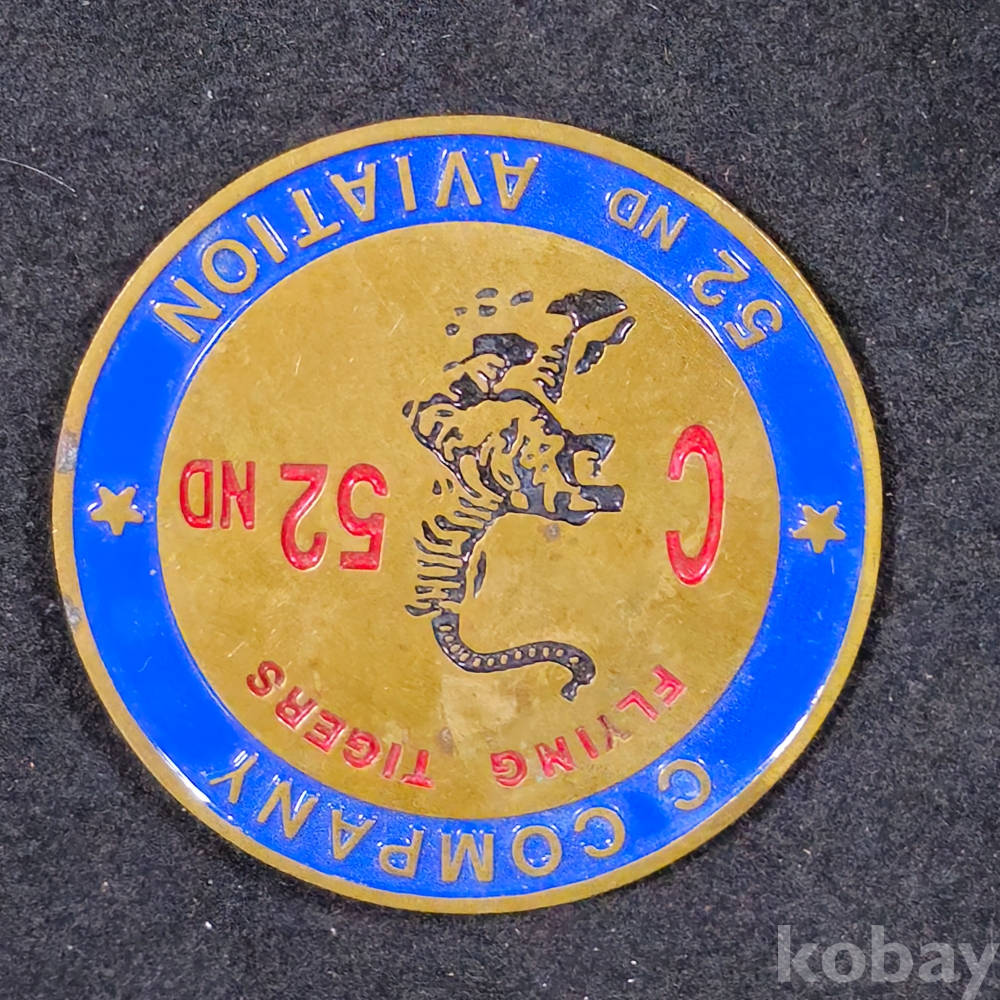 C COMPANY
FLYING TIGERS
C 52 ND
52 ND AVIATION
kobay